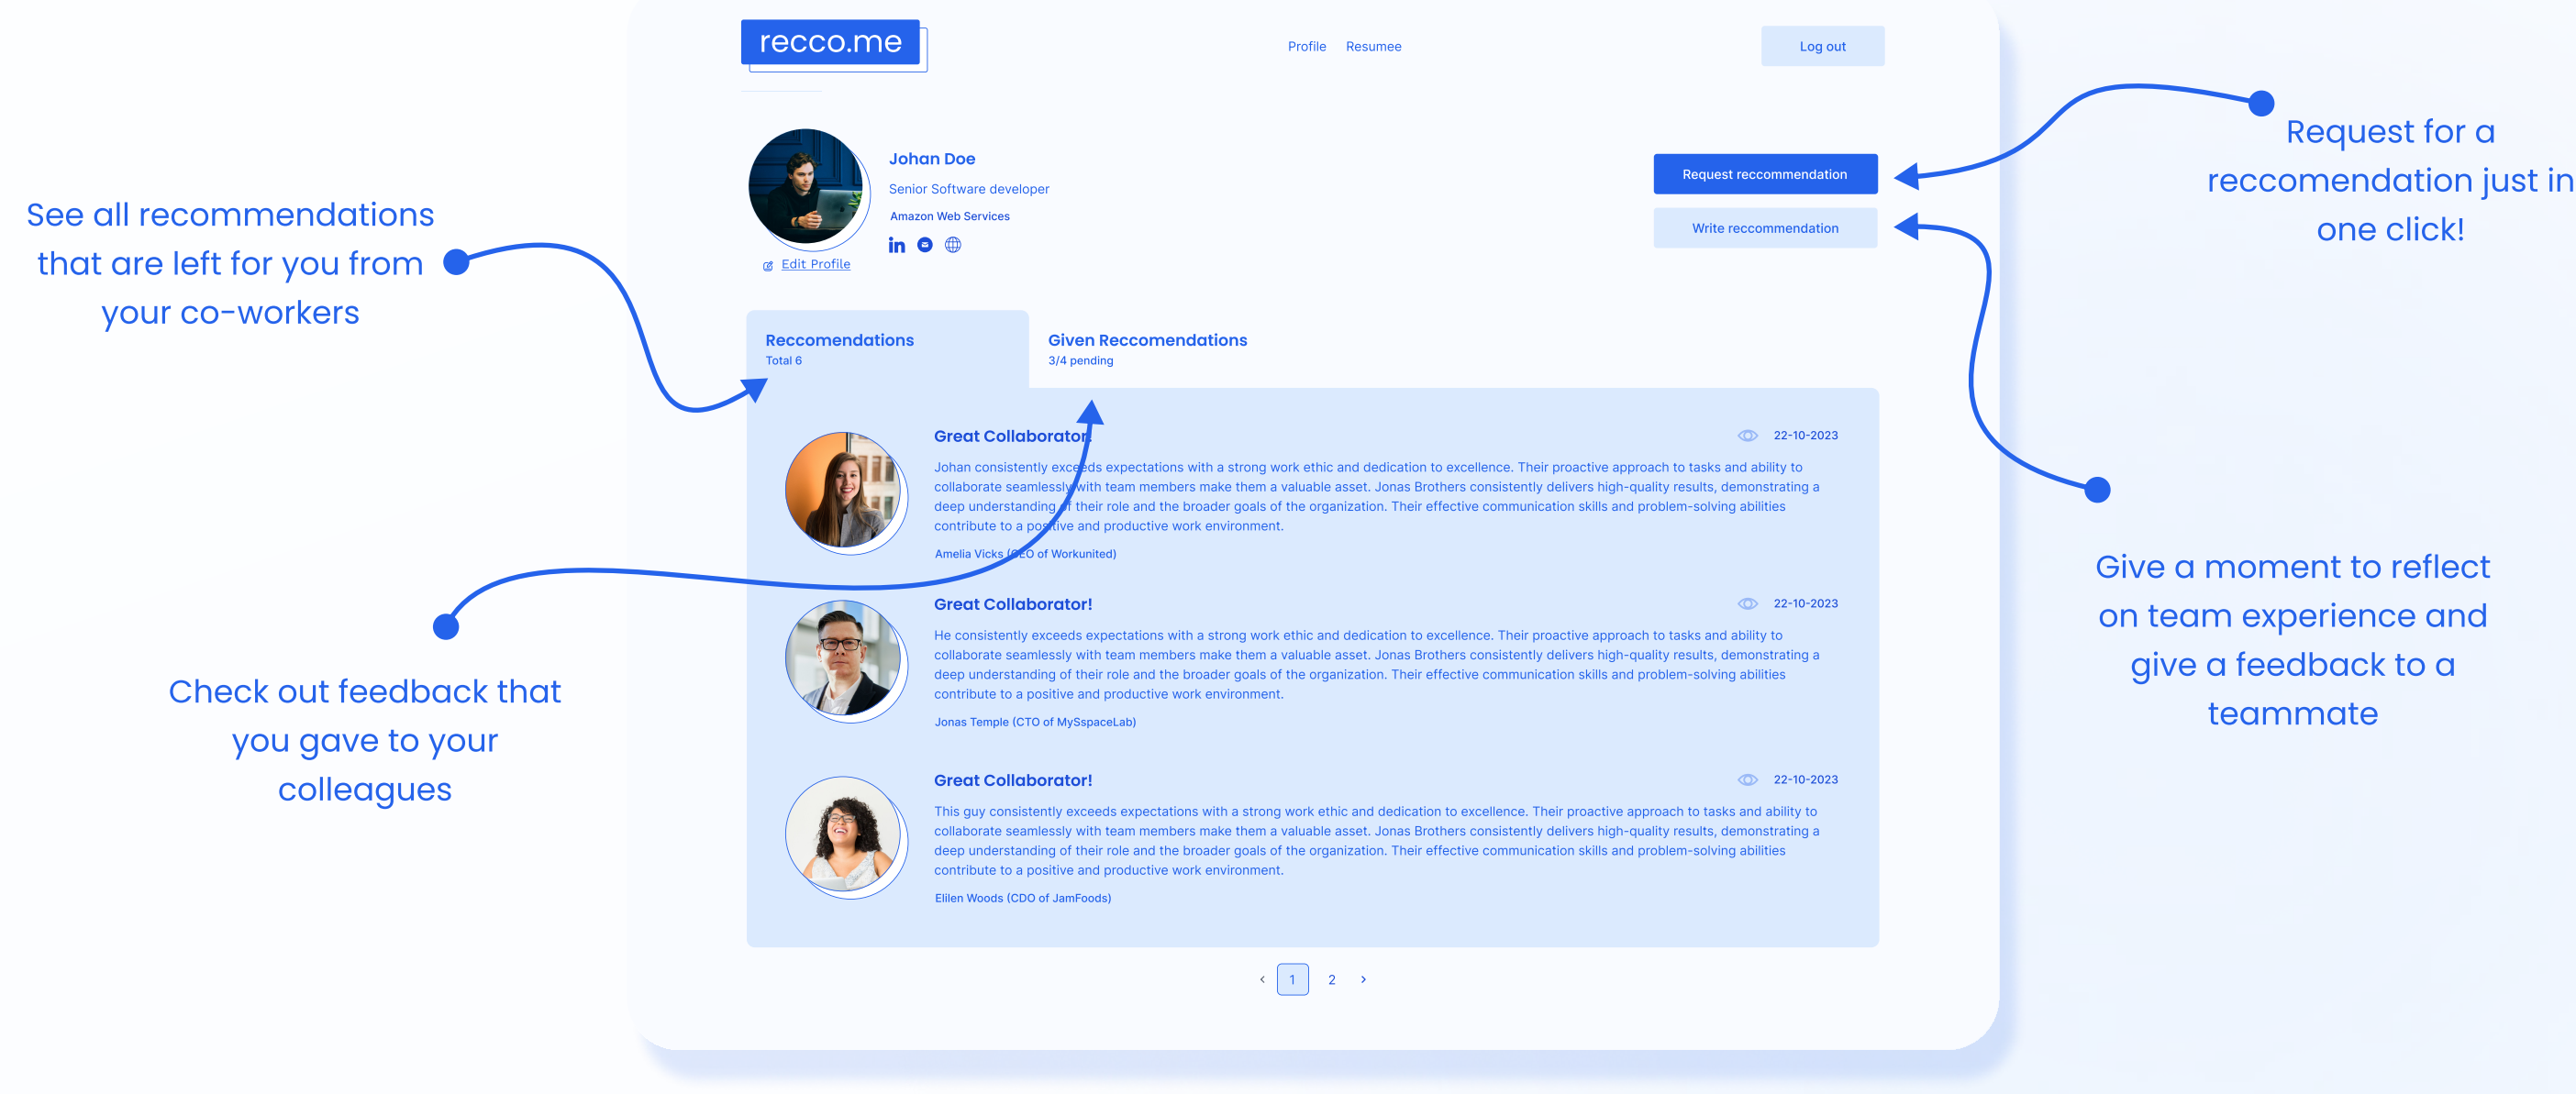 recco.me
Profile Resumee
Log out
Johan Doe
Senior Software developer
Amazon Web Services
Edit Profile
Request reccommendation
Write reccommendation
See all recommendations
that are left for you from
your co-workers
Request for a
reccomendation just in
one click!
Reccomendations
Total 6
Given Reccomendations
3/4 pending
Great Collaborator!
22-10-2023
Johan consistently exceeds expectations with a strong work ethic and dedication to excellence. Their proactive approach to tasks and ability to
collaborate seamlessly with team members make them a valuable asset. Jonas Brothers consistently delivers high-quality results, demonstrating a
deep understanding of their role and the broader goals of the organization. Their effective communication skills and problem-solving abilities
contribute to a positive and productive work environment.
Amelia Vicks (CEO of Workunited)
Great Collaborator!
22-10-2023
He consistently exceeds expectations with a strong work ethic and dedication to excellence. Their proactive approach to tasks and ability to
collaborate seamlessly with team members make them a valuable asset. Jonas Brothers consistently delivers high-quality results, demonstrating a
deep understanding of their role and the broader goals of the organization. Their effective communication skills and problem-solving abilities
contribute to a positive and productive work environment.
Jonas Temple (CTO of MySspaceLab)
Great Collaborator!
22-10-2023
This guy consistently exceeds expectations with a strong work ethic and dedication to excellence. Their proactive approach to tasks and ability to
collaborate seamlessly with team members make them a valuable asset. Jonas Brothers consistently delivers high-quality results, demonstrating a
deep understanding of their role and the broader goals of the organization. Their effective communication skills and problem-solving abilities
contribute to a positive and productive work environment.
Elilen Woods (CDO of JamFoods)
Check out feedback that
you gave to your
colleagues
Give a moment to reflect
on team experience and
give a feedback to a
teammate
‹ 1 2 ›